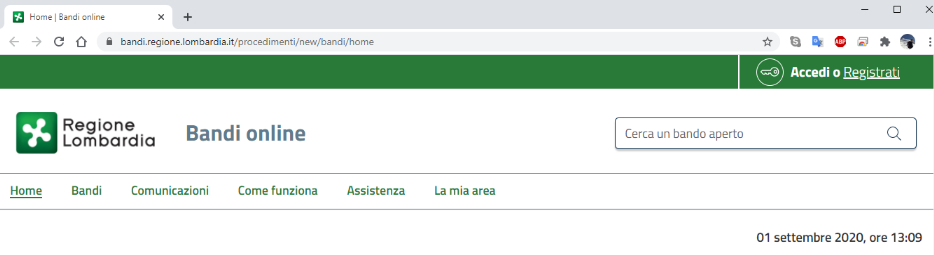 Home | Bandi online
bandi.regione.lombardia.it/procedimenti/new/bandi/home
ABP
Accedi o Registrati
Regione
Lombardia
Bandi online
Cerca un bando aperto
Home Bandi Comunicazioni Come funziona Assistenza La mia area
01 settembre 2020, ore 13:09